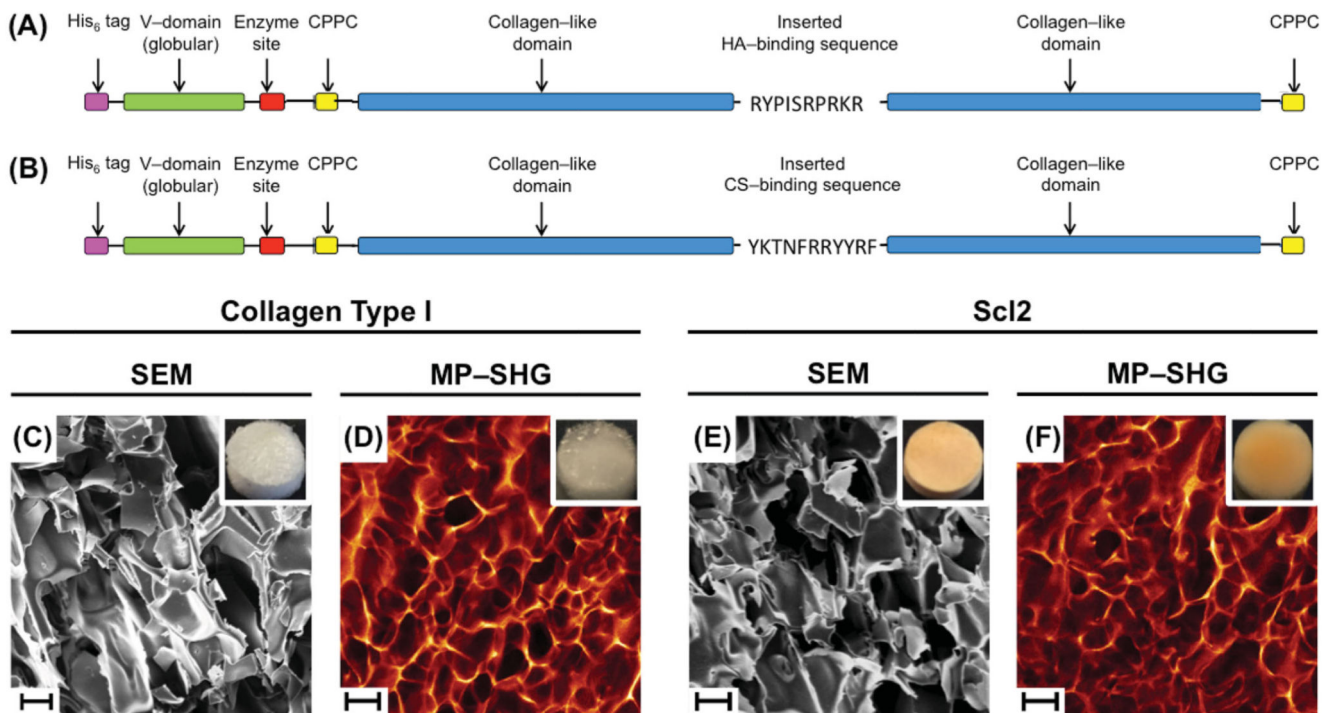 (A)
His₆ tag
V–domain
(globular)
Enzyme
site
CPPC
Collagen–like
domain
Inserted
HA–binding sequence
Collagen–like
domain
CPPC
RYPISRPRKR
(B)
His₆ tag
V–domain
(globular)
Enzyme
site
CPPC
Collagen–like
domain
Inserted
CS–binding sequence
Collagen–like
domain
CPPC
YKTNFRRYYRF
Collagen Type I
Scl2
SEM
MP–SHG
SEM
MP–SHG
(C)
(D)
(E)
(F)